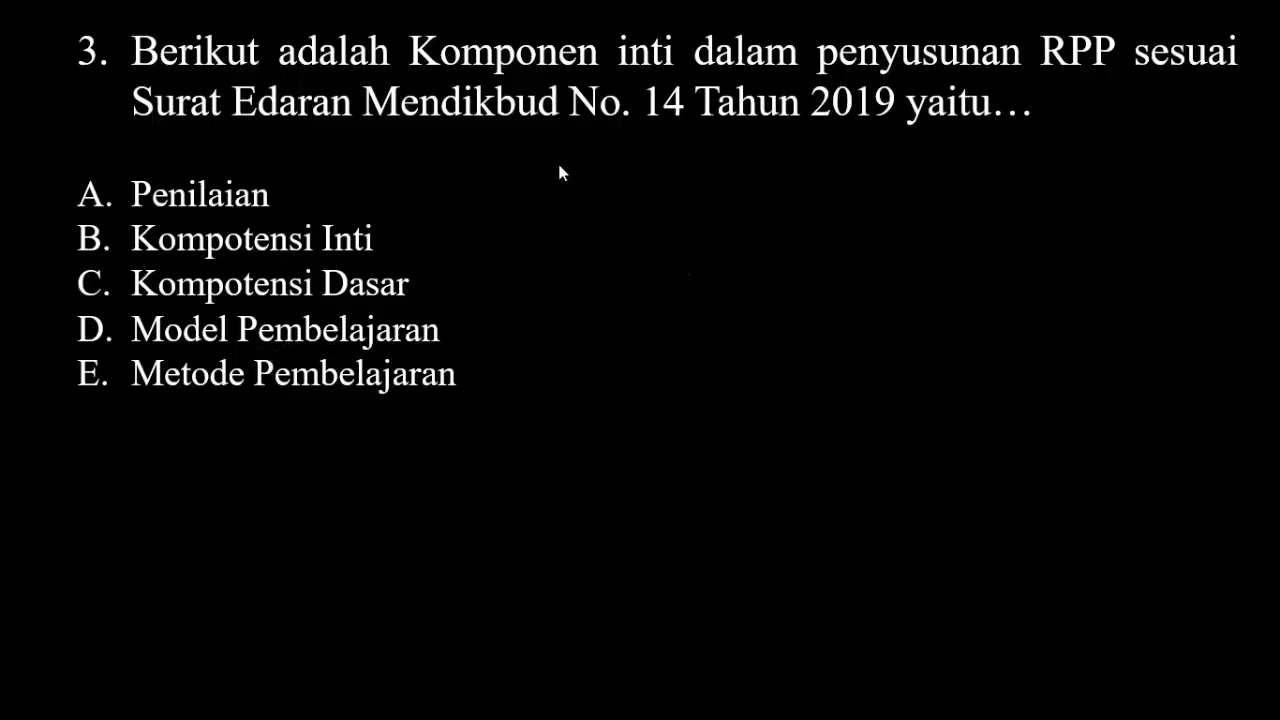 3. Berikut adalah Komponen inti dalam penyusunan RPP sesuai
Surat Edaran Mendikbud No. 14 Tahun 2019 yaitu…
A. Penilaian
B. Kompotensi Inti
C. Kompotensi Dasar
D. Model Pembelajaran
E. Metode Pembelajaran